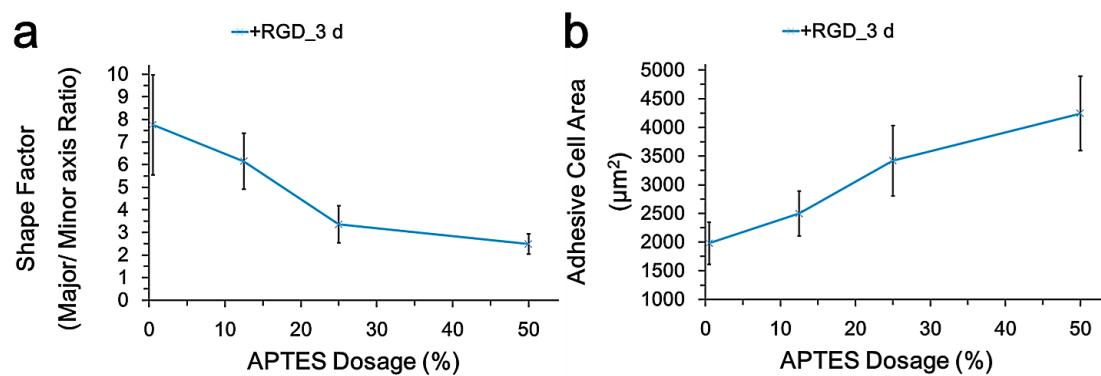 a
+RGD_3 d
Shape Factor
(Major/ Minor axis Ratio)
10
9
8
7
6
5
4
3
2
1
0
0 10 20 30 40 50
APTES Dosage (%)
b
+RGD_3 d
Adhesive Cell Area
(µm²)
5000
4500
4000
3500
3000
2500
2000
1500
1000
0 10 20 30 40 50
APTES Dosage (%)